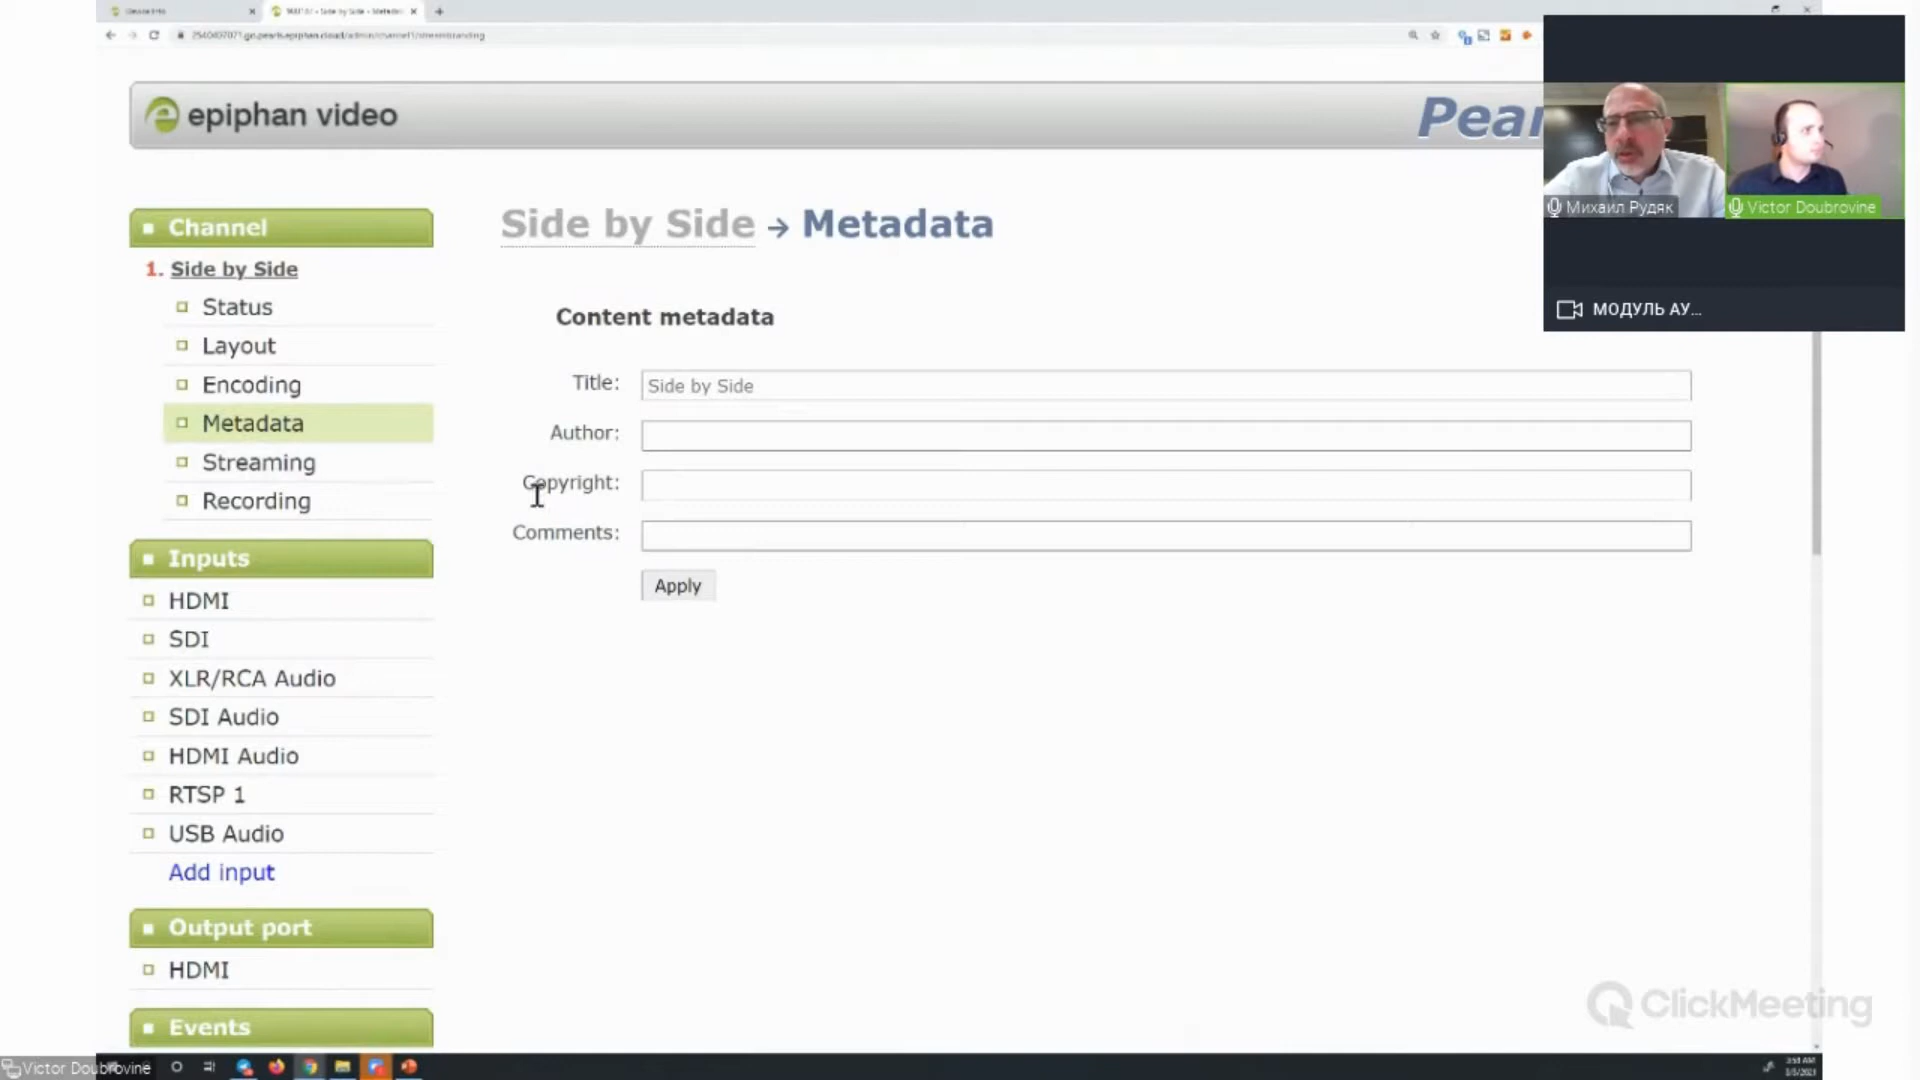 epiphan video
Pear
Михаил Рудяк
Victor Doubrovine
МОДУЛЬ АУ...
Channel
1. Side by Side
Status
Layout
Encoding
Metadata
Streaming
Recording
Inputs
HDMI
SDI
XLR/RCA Audio
SDI Audio
HDMI Audio
RTSP 1
USB Audio
Add input
Output port
HDMI
Events
Side by Side → Metadata
Content metadata
Title: Side by Side
Author:
Copyright:
Comments:
Apply
ClickMeeting
Victor Doubrovine